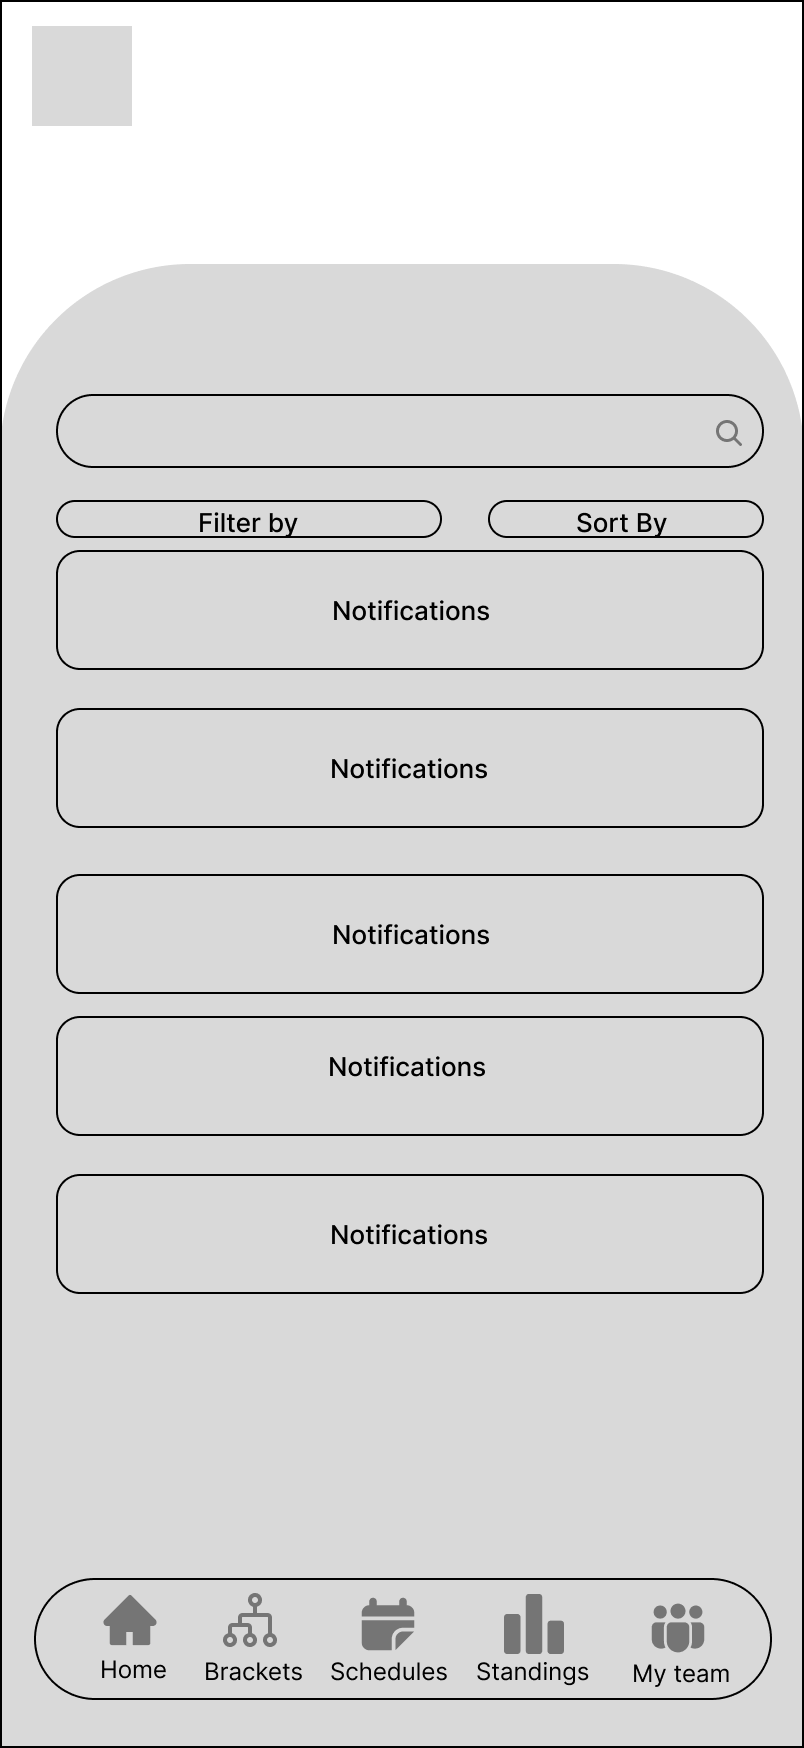 Filter by
Sort By
Notifications
Notifications
Notifications
Notifications
Notifications
Home
Brackets
Schedules
Standings
My team